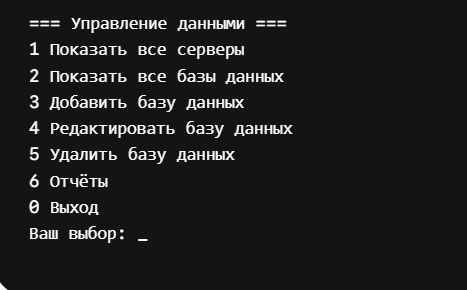 === Управление данными ===
1 Показать все серверы
2 Показать все базы данных
3 Добавить базу данных
4 Редактировать базу данных
5 Удалить базу данных
6 Отчёты
0 Выход
Ваш выбор: _